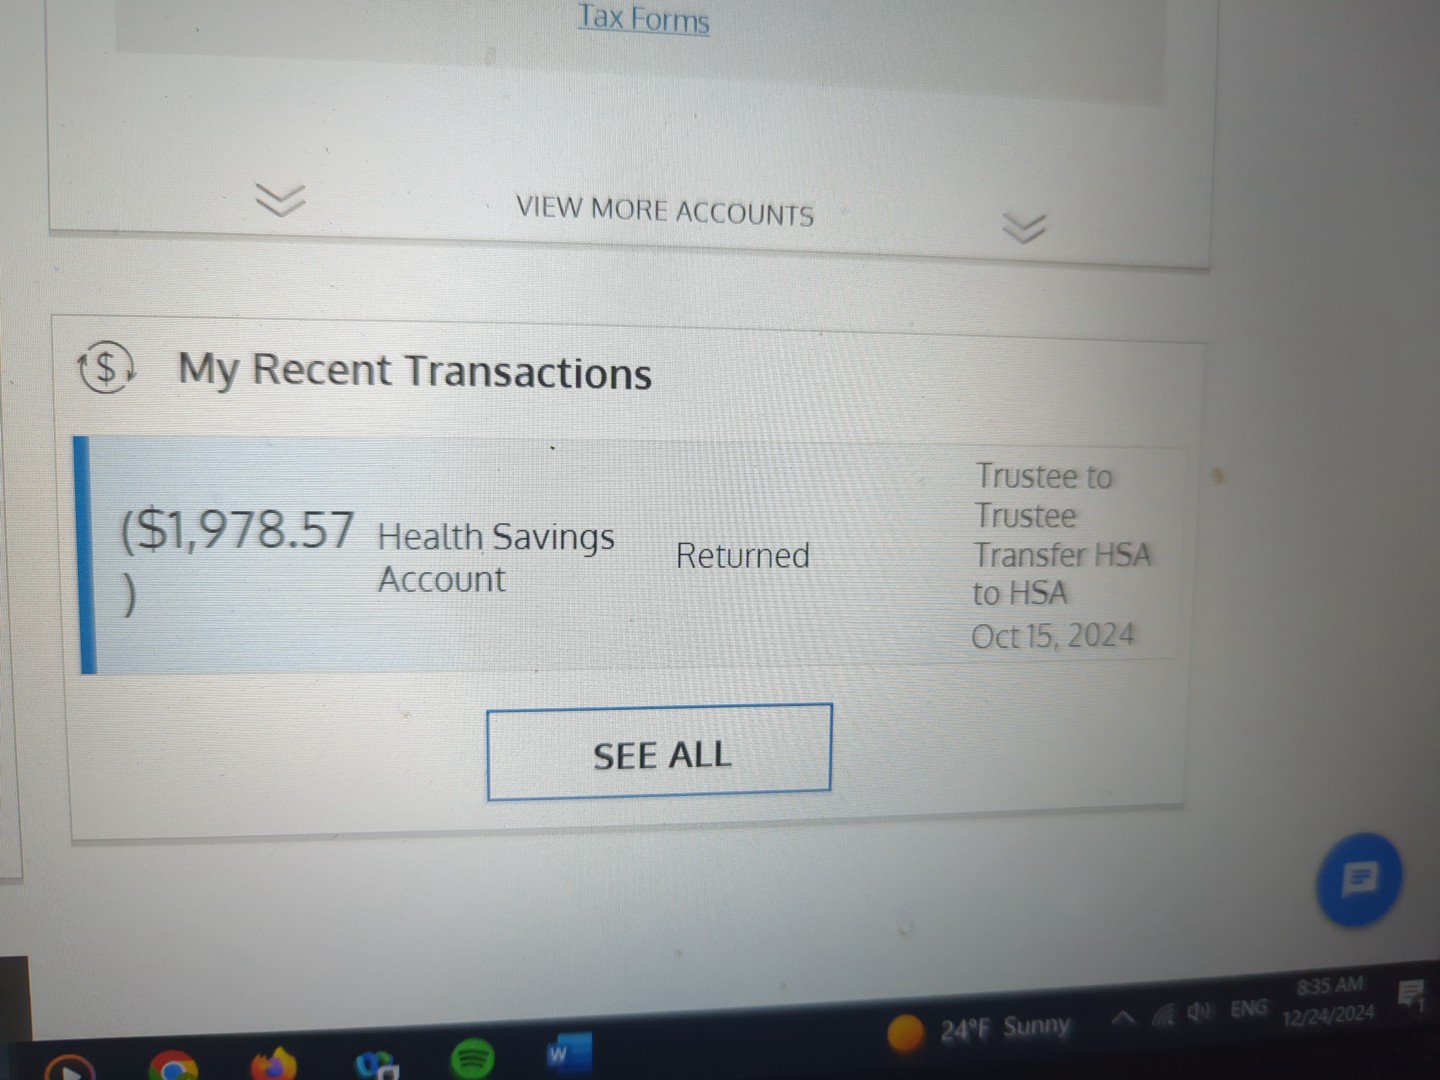 Tax Forms
VIEW MORE ACCOUNTS
$
My Recent Transactions
($1,978.57
)
Health Savings
Account
Returned
Trustee to
Trustee
Transfer HSA
to HSA
Oct 15, 2024
SEE ALL
W
24°F Sunny
ENG
8:35 AM
12/24/2024
1